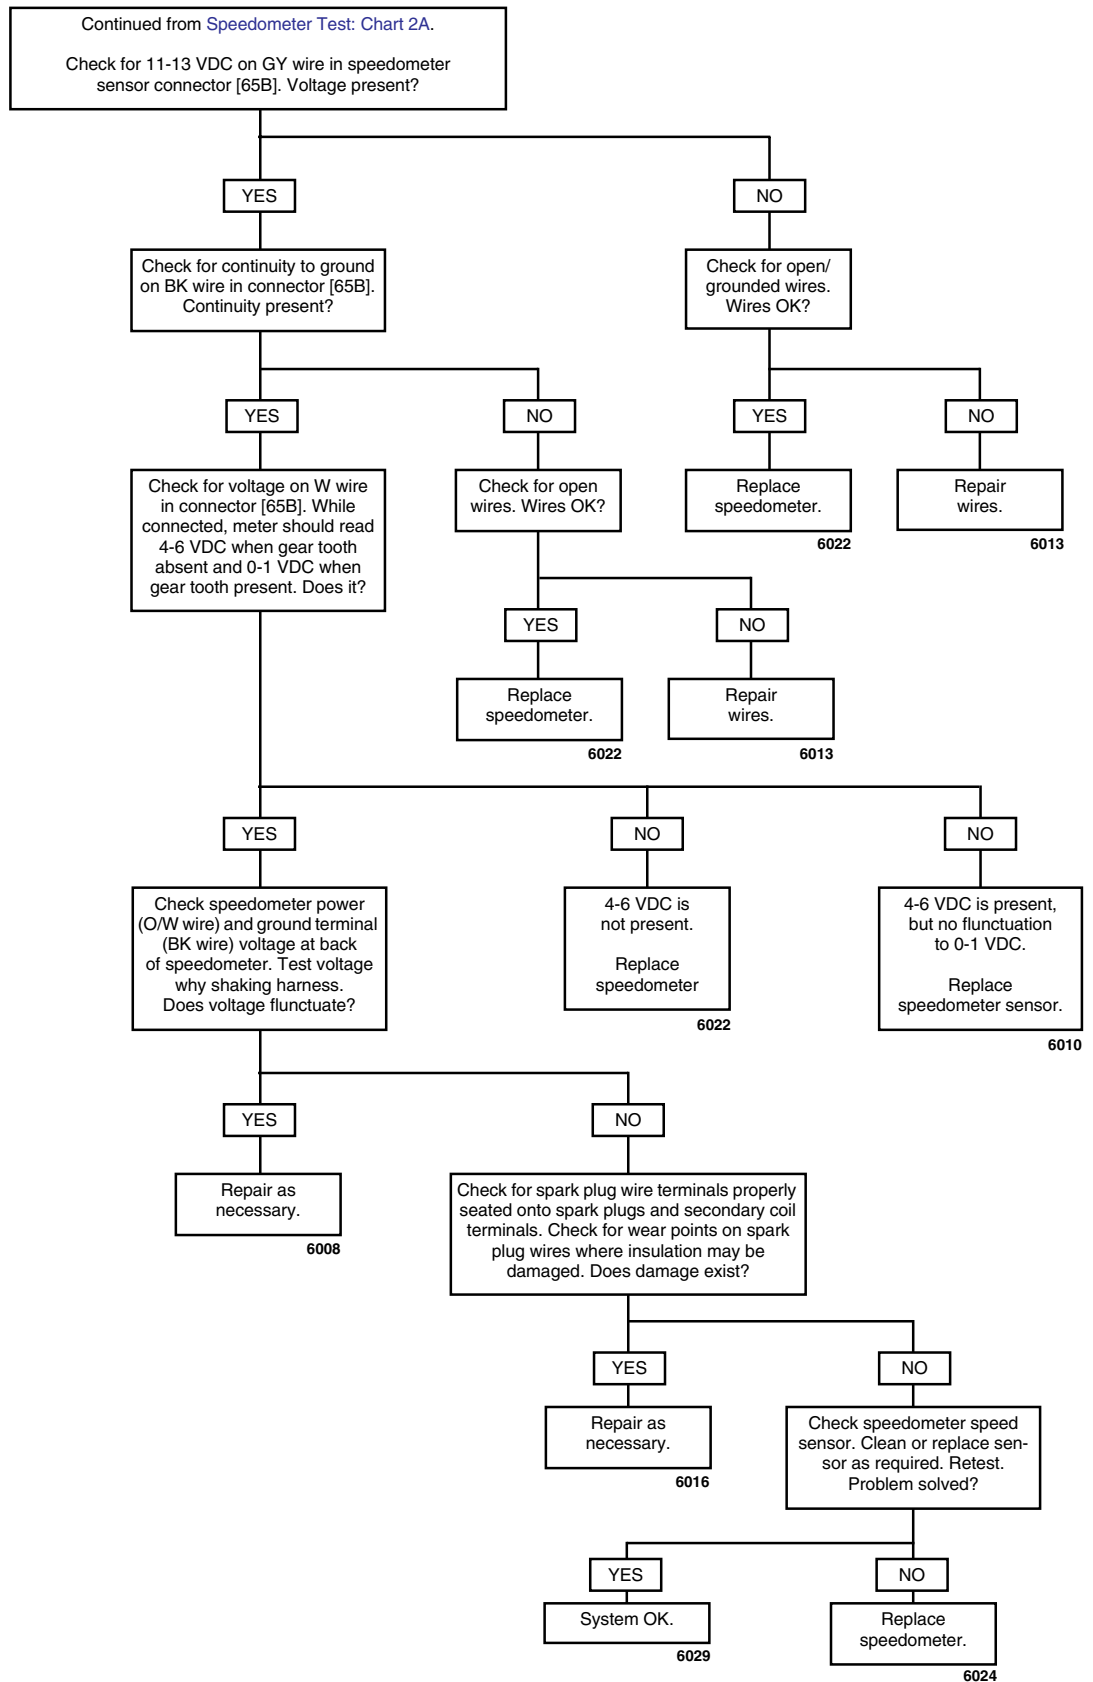 Continued from Speedometer Test: Chart 2A.
Check for 11-13 VDC on GY wire in speedometer
sensor connector [65B]. Voltage present?
YES
NO
Check for continuity to ground
on BK wire in connector [65B].
Continuity present?
Check for open/
grounded wires.
Wires OK?
YES
NO
YES
NO
Check for voltage on W wire
in connector [65B]. While
connected, meter should read
4-6 VDC when gear tooth
absent and 0-1 VDC when
gear tooth present. Does it?
Check for open
wires. Wires OK?
Replace
speedometer.
6022
Repair
wires.
6013
YES
NO
Replace
speedometer.
6022
Repair
wires.
6013
YES
NO
NO
Check speedometer power
(O/W wire) and ground terminal
(BK wire) voltage at back
of speedometer. Test voltage
why shaking harness.
Does voltage flunctuate?
4-6 VDC is
not present.
Replace
speedometer
6022
4-6 VDC is present,
but no flunctuation
to 0-1 VDC.
Replace
speedometer sensor.
6010
YES
NO
Repair as
necessary.
6008
Check for spark plug wire terminals properly
seated onto spark plugs and secondary coil
terminals. Check for wear points on spark
plug wires where insulation may be
damaged. Does damage exist?
YES
NO
Repair as
necessary.
6016
Check speedometer speed
sensor. Clean or replace sen-
sor as required. Retest.
Problem solved?
YES
NO
System OK.
6029
Replace
speedometer.
6024